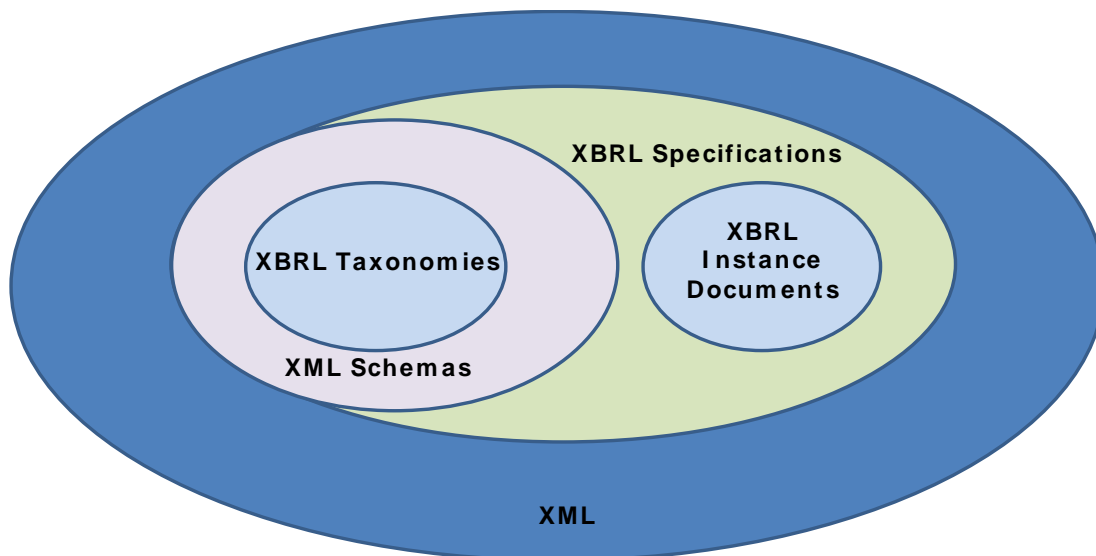 XBRL Specifications
XBRL
Instance
Documents
XBRL Taxonomies
XML Schemas
XML